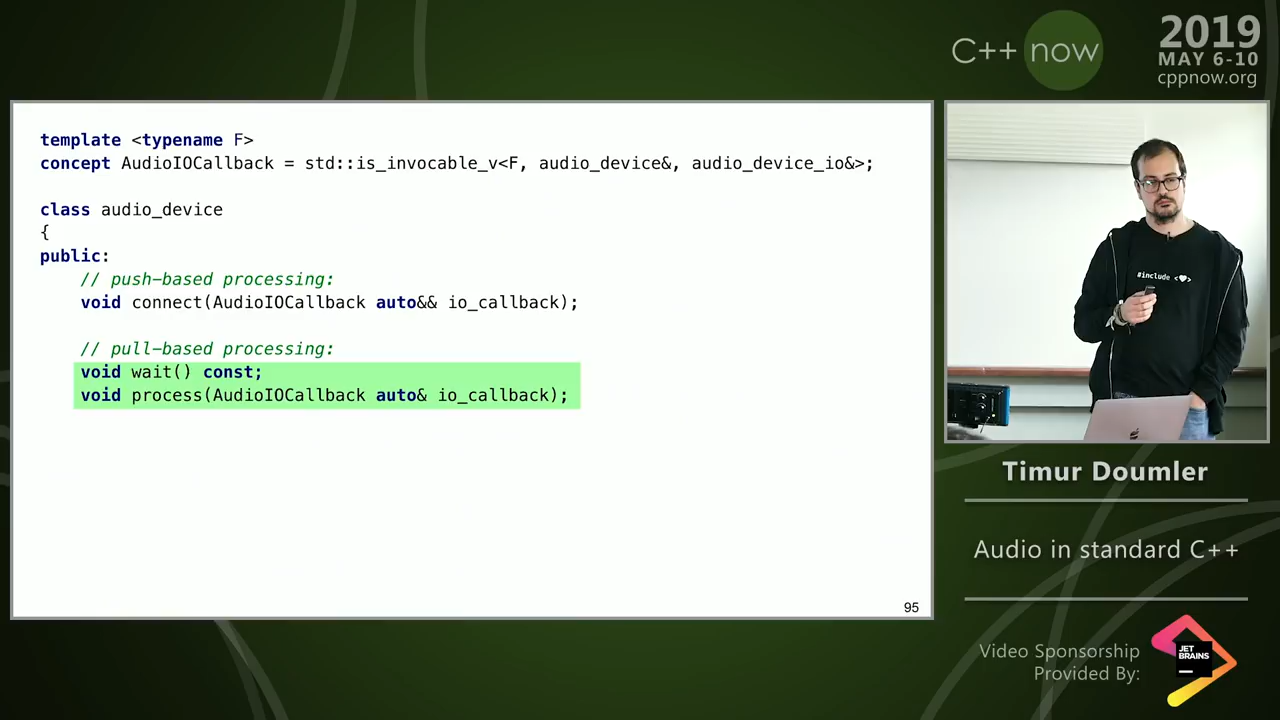 C++ now
2019
MAY 6-10
cppnow.org
template <typename F>
concept AudioIOCallback = std::is_invocable_v<F, audio_device&, audio_device_io&>;
class audio_device
{
public:
// push-based processing:
void connect(AudioIOCallback auto&& io_callback);
// pull-based processing:
void wait() const;
void process(AudioIOCallback auto& io_callback);
95
#include <♥>
Timur Doumler
Audio in standard C++
Video Sponsorship
Provided By:
JET
BRAINS